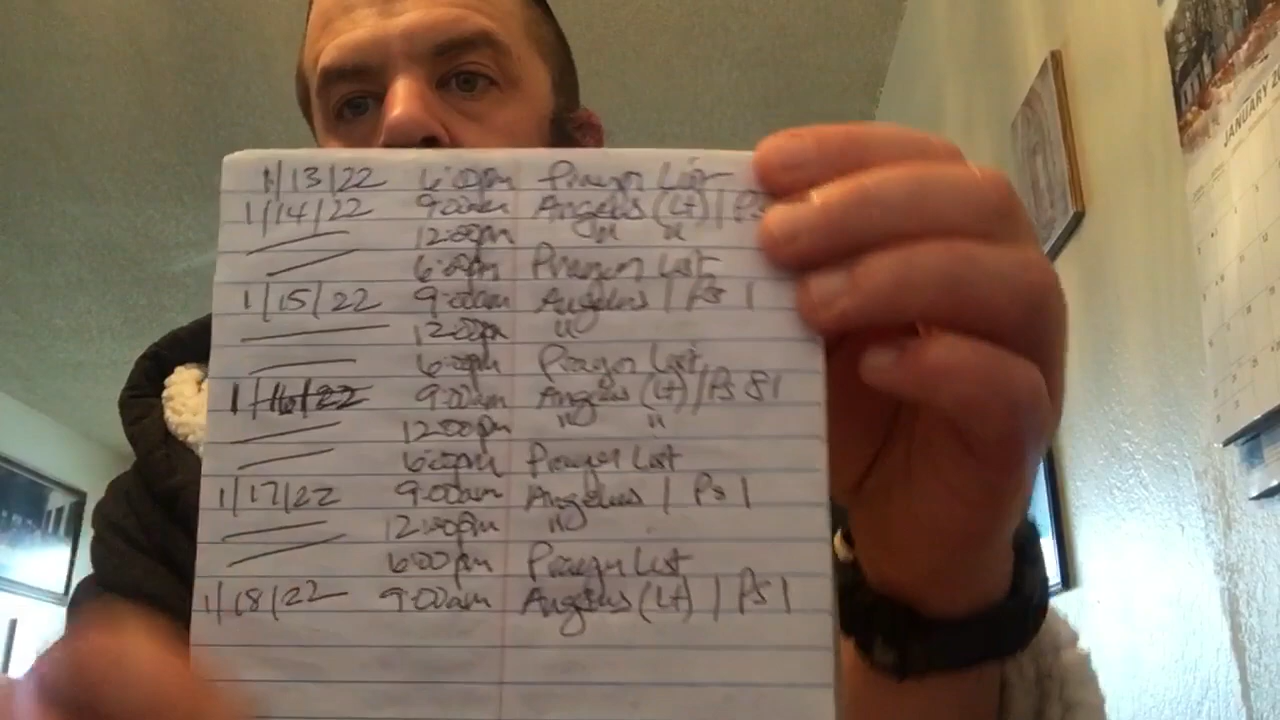 1/13/22 6:00pm Prayer List
1/14/22 9:00am Angelus (Lt) | Ps
12:00pm " "
6:00pm Prayer List
1/15/22 9:00am Angelus | Ps 1
12:00pm "
6:00pm Prayer List
1/16/22 9:00am Angelus (Lt) | Ps 81
12:00pm " "
6:00pm Prayer List
1/17/22 9:00am Angelus | Ps 1
12:00pm "
6:00pm Prayer List
1/18/22 9:00am Angelus (Lt) | Ps 1
JANUARY